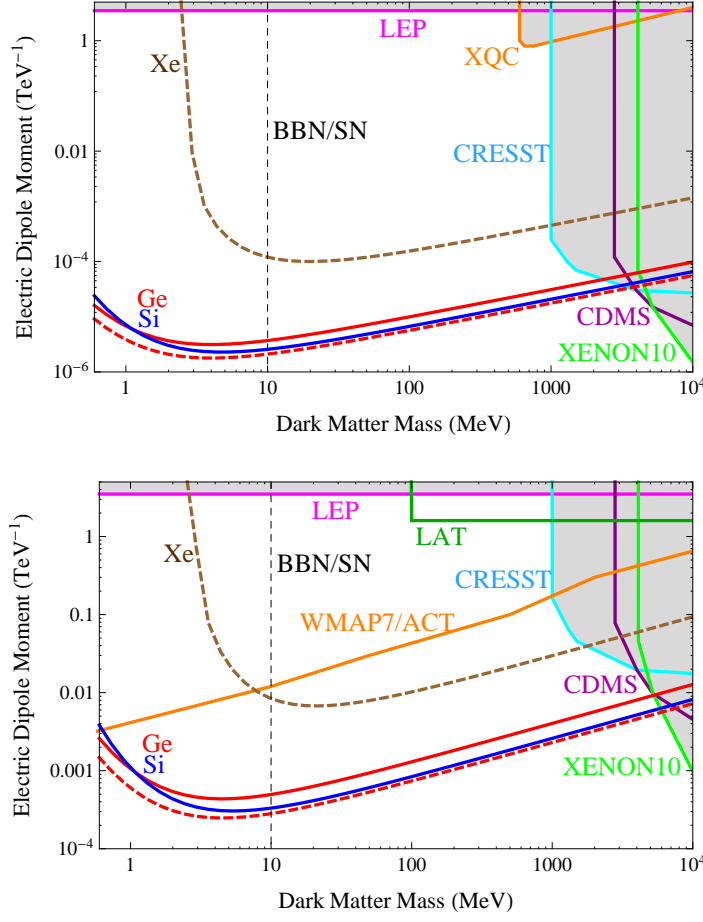 LEP
1
XQC
Xe
BBN/SN
CRESST
0.01
Electric Dipole Moment (TeV⁻¹)
10⁻⁴
Ge
Si
CDMS
XENON10
10⁻⁶
1 10 100 1000 10⁴
Dark Matter Mass (MeV)
LEP
1
LAT
Xe
BBN/SN
CRESST
0.1
WMAP7/ACT
Electric Dipole Moment (TeV⁻¹)
0.01
CDMS
Ge
Si
XENON10
0.001
10⁻⁴
1 10 100 1000 10⁴
Dark Matter Mass (MeV)